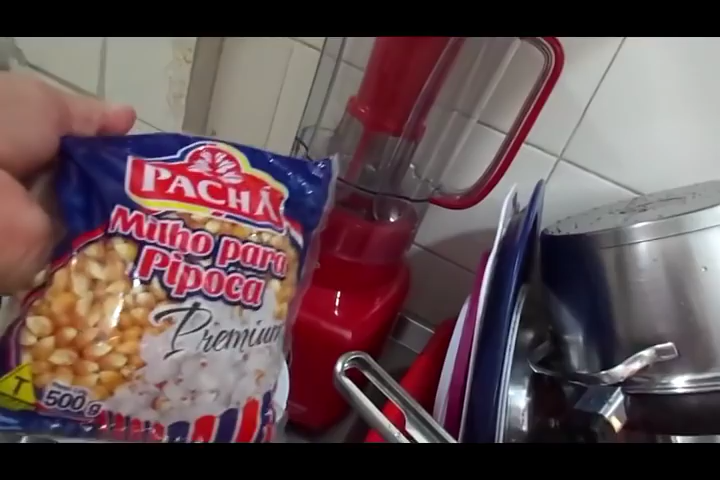 PACHÁ
Milho para
Pipoca
Premium
T
500g